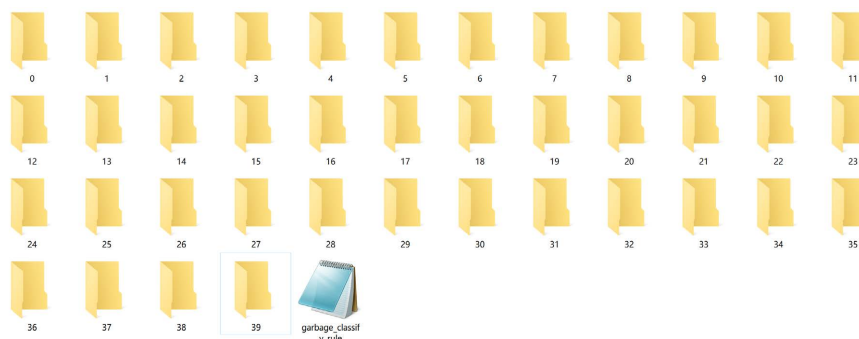 0 1 2 3 4 5 6 7 8 9 10 11
12 13 14 15 16 17 18 19 20 21 22 23
24 25 26 27 28 29 30 31 32 33 34 35
36 37 38 39 garbage_classif
y_rule